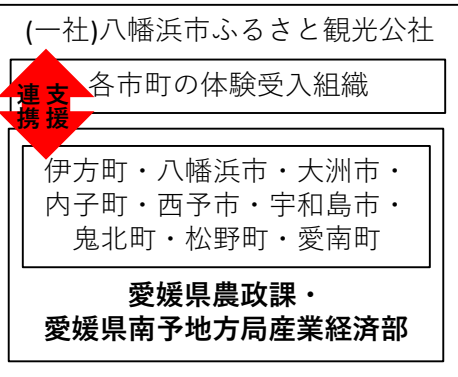 (一社)八幡浜市ふるさと観光公社
各市町の体験受入組織
連携
支援
伊方町・八幡浜市・大洲市・
内子町・西予市・宇和島市・
鬼北町・松野町・愛南町
愛媛県農政課・
愛媛県南予地方局産業経済部